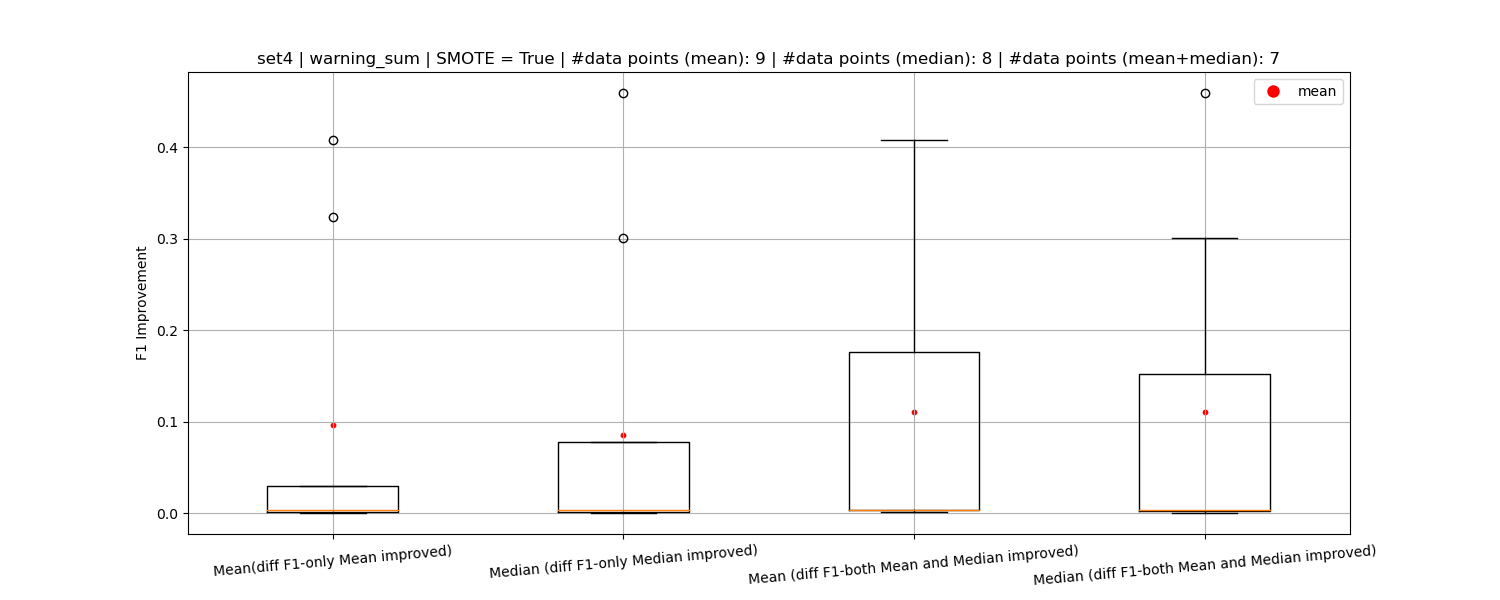 set4 | warning_sum | SMOTE = True | #data points (mean): 9 | #data points (median): 8 | #data points (mean+median): 7
mean
F1 Improvement
0.4
0.3
0.2
0.1
0.0
Mean(diff F1-only Mean improved)
Median (diff F1-only Median improved)
Mean (diff F1-both Mean and Median improved)
Median (diff F1-both Mean and Median improved)